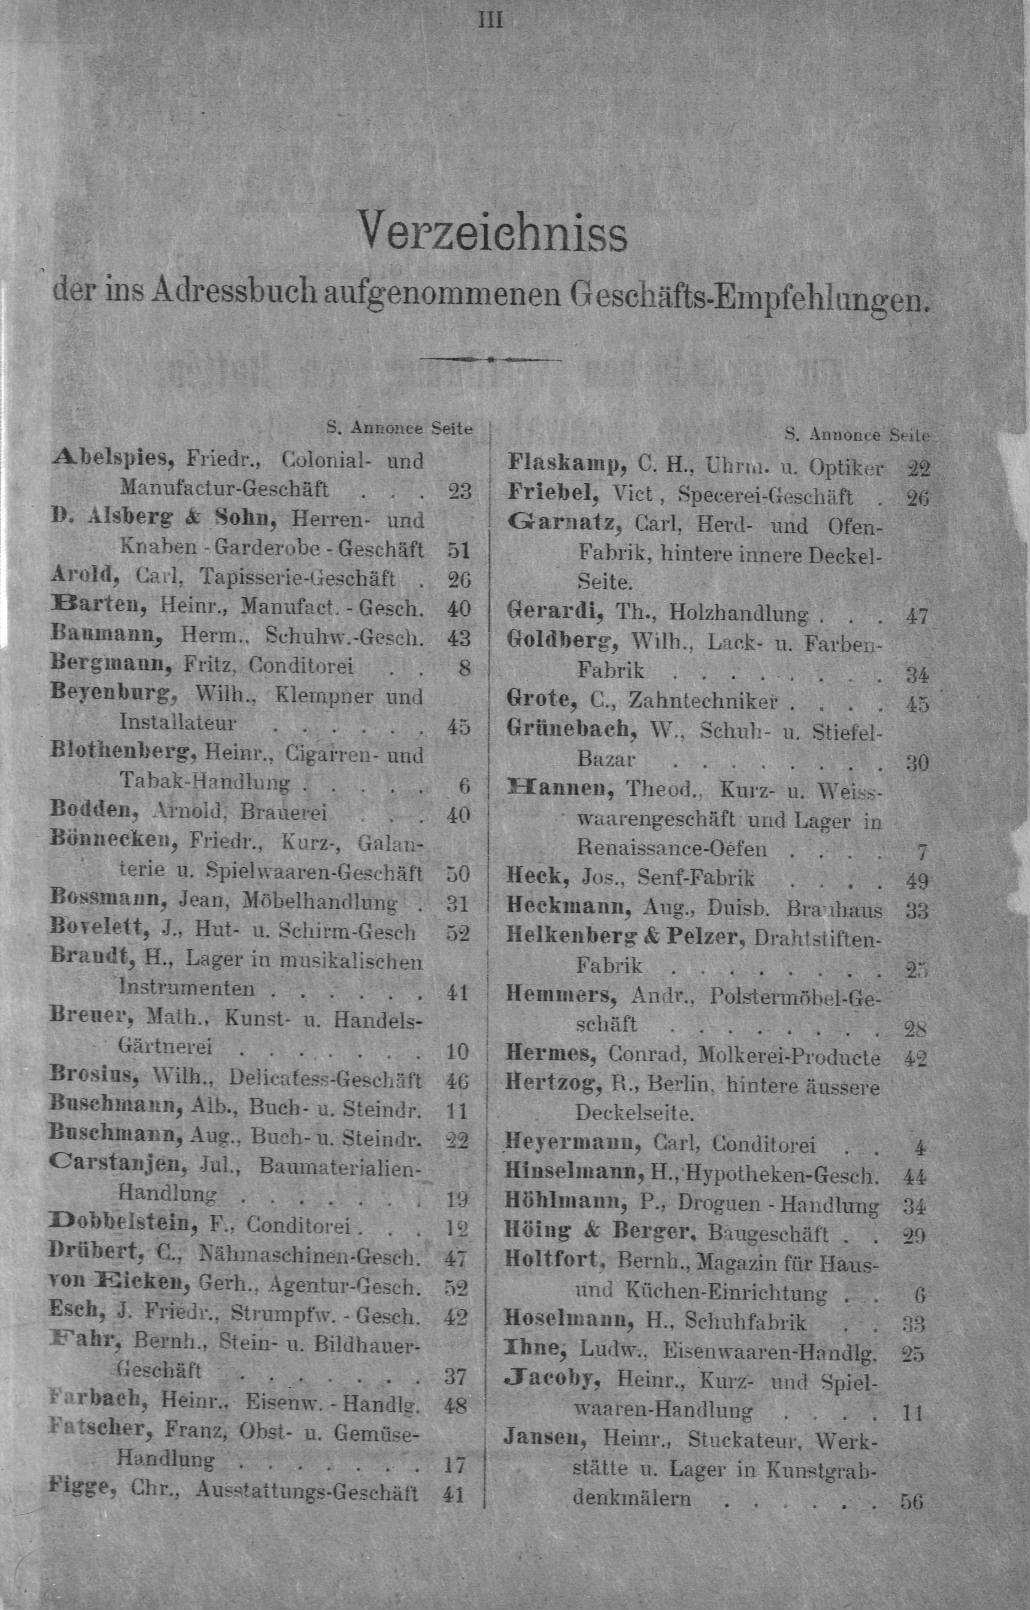 III
Verzeichniss
der ins Adressbuch aufgenommenen Geschäfts-Empfehlungen.
S. Annonce Seite
Abelspies, Friedr., Colonial- und
Manufactur-Geschäft . . . 23
D. Alsberg & Sohn, Herren- und
Knaben - Garderobe - Geschäft 51
Arold, Carl, Tapisserie-Geschäft . 26
Barten, Heinr., Manufact. - Gesch. 40
Baumann, Herm., Schuhw.-Gesch. 43
Bergmann, Fritz, Conditorei . . 8
Beyenburg, Wilh., Klempner und
Installateur . . . . . . 45
Blothenberg, Heinr., Cigarren- und
Tabak-Handlung . . . . . 6
Bodden, Arnold, Brauerei . . . 40
Bönnecken, Friedr., Kurz-, Galan-
terie u. Spielwaaren-Geschäft 50
Bossmann, Jean, Möbelhandlung . 31
Bovelett, J., Hut- u. Schirm-Gesch 52
Brandt, H., Lager in musikalischen
Instrumenten . . . . . . 41
Breuer, Math., Kunst- u. Handels-
Gärtnerei . . . . . . . 10
Brosius, Wilh., Delicatess-Geschäft 46
Buschmann, Alb., Buch- u. Steindr. 11
Buschmann, Aug., Buch- u. Steindr. 22
Carstanjen, Jul., Baumaterialien-
Handlung . . . . . . . 19
Dobbelstein, F., Conditorei . . . 12
Drübert, C., Nähmaschinen-Gesch. 47
von Eicken, Gerh., Agentur-Gesch. 52
Esch, J. Friedr., Strumpfw. - Gesch. 42
Fahr, Bernh., Stein- u. Bildhauer-
Geschäft . . . . . . . 37
Farbach, Heinr., Eisenw. - Handlg. 48
Fatscher, Franz, Obst- u. Gemüse-
Handlung . . . . . . . 17
Figge, Chr., Ausstattungs-Geschäft 41
S. Annonce Seite
Flaskamp, C. H., Uhrm. u. Optiker 22
Friebel, Vict , Specerei-Geschäft . 26
Garnatz, Carl, Herd- und Ofen-
Fabrik, hintere innere Deckel-
Seite.
Gerardi, Th., Holzhandlung . . . 47
Goldberg, Wilh., Lack- u. Farben-
Fabrik . . . . . . . . 34
Grote, C., Zahntechniker . . . . 45
Grünebach, W., Schuh- u. Stiefel-
Bazar . . . . . . . . 30
Hannen, Theod., Kurz- u. Weiss-
waarengeschäft und Lager in
Renaissance-Oefen . . . . 7
Heck, Jos., Senf-Fabrik . . . . 49
Heckmann, Aug., Duisb. Brauhaus 33
Helkenberg & Pelzer, Drahtstiften-
Fabrik . . . . . . . . 25
Hemmers, Andr., Polstermöbel-Ge-
schäft . . . . . . . . 28
Hermes, Conrad, Molkerei-Producte 42
Hertzog, R., Berlin, hintere äussere
Deckelseite.
Heyermann, Carl, Conditorei . . 4
Hinselmann, H., Hypotheken-Gesch. 44
Höhlmann, P., Droguen - Handlung 34
Höing & Berger, Baugeschäft . . 29
Holtfort, Bernh., Magazin für Haus-
und Küchen-Einrichtung . . 6
Hoselmann, H., Schuhfabrik . . 33
Ihne, Ludw., Eisenwaaren-Handlg. 25
Jacoby, Heinr., Kurz- und Spiel-
waaren-Handlung . . . . 11
Jansen, Heinr., Stuckateur, Werk-
stätte u. Lager in Kunstgrab-
denkmälern . . . . . . 56